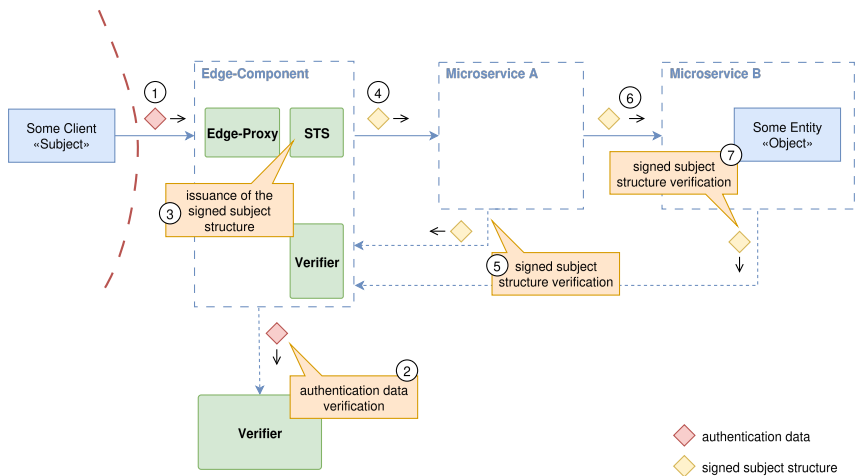 Edge-Component
Microservice A
Microservice B
1
4
6
Some Client
«Subject»
Edge-Proxy
STS
Some Entity
«Object»
7
signed subject
structure verification
3
issuance of the
signed subject
structure
Verifier
5
signed subject
structure verification
2
authentication data
verification
Verifier
authentication data
signed subject structure